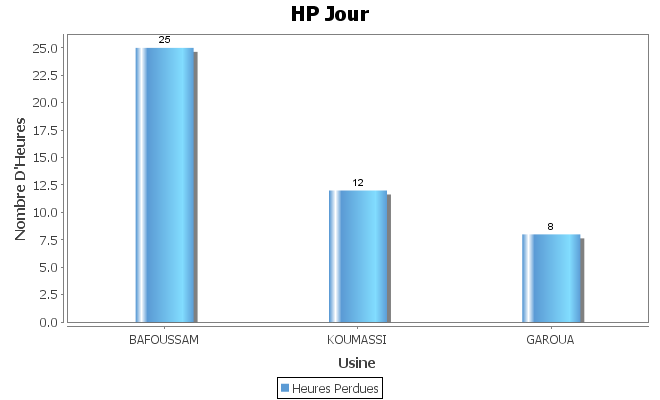 HP Jour
Nombre D'Heures
25.0
22.5
20.0
17.5
15.0
12.5
10.0
7.5
5.0
2.5
0.0
25
12
8
BAFOUSSAM
KOUMASSI
GAROUA
Usine
Heures Perdues